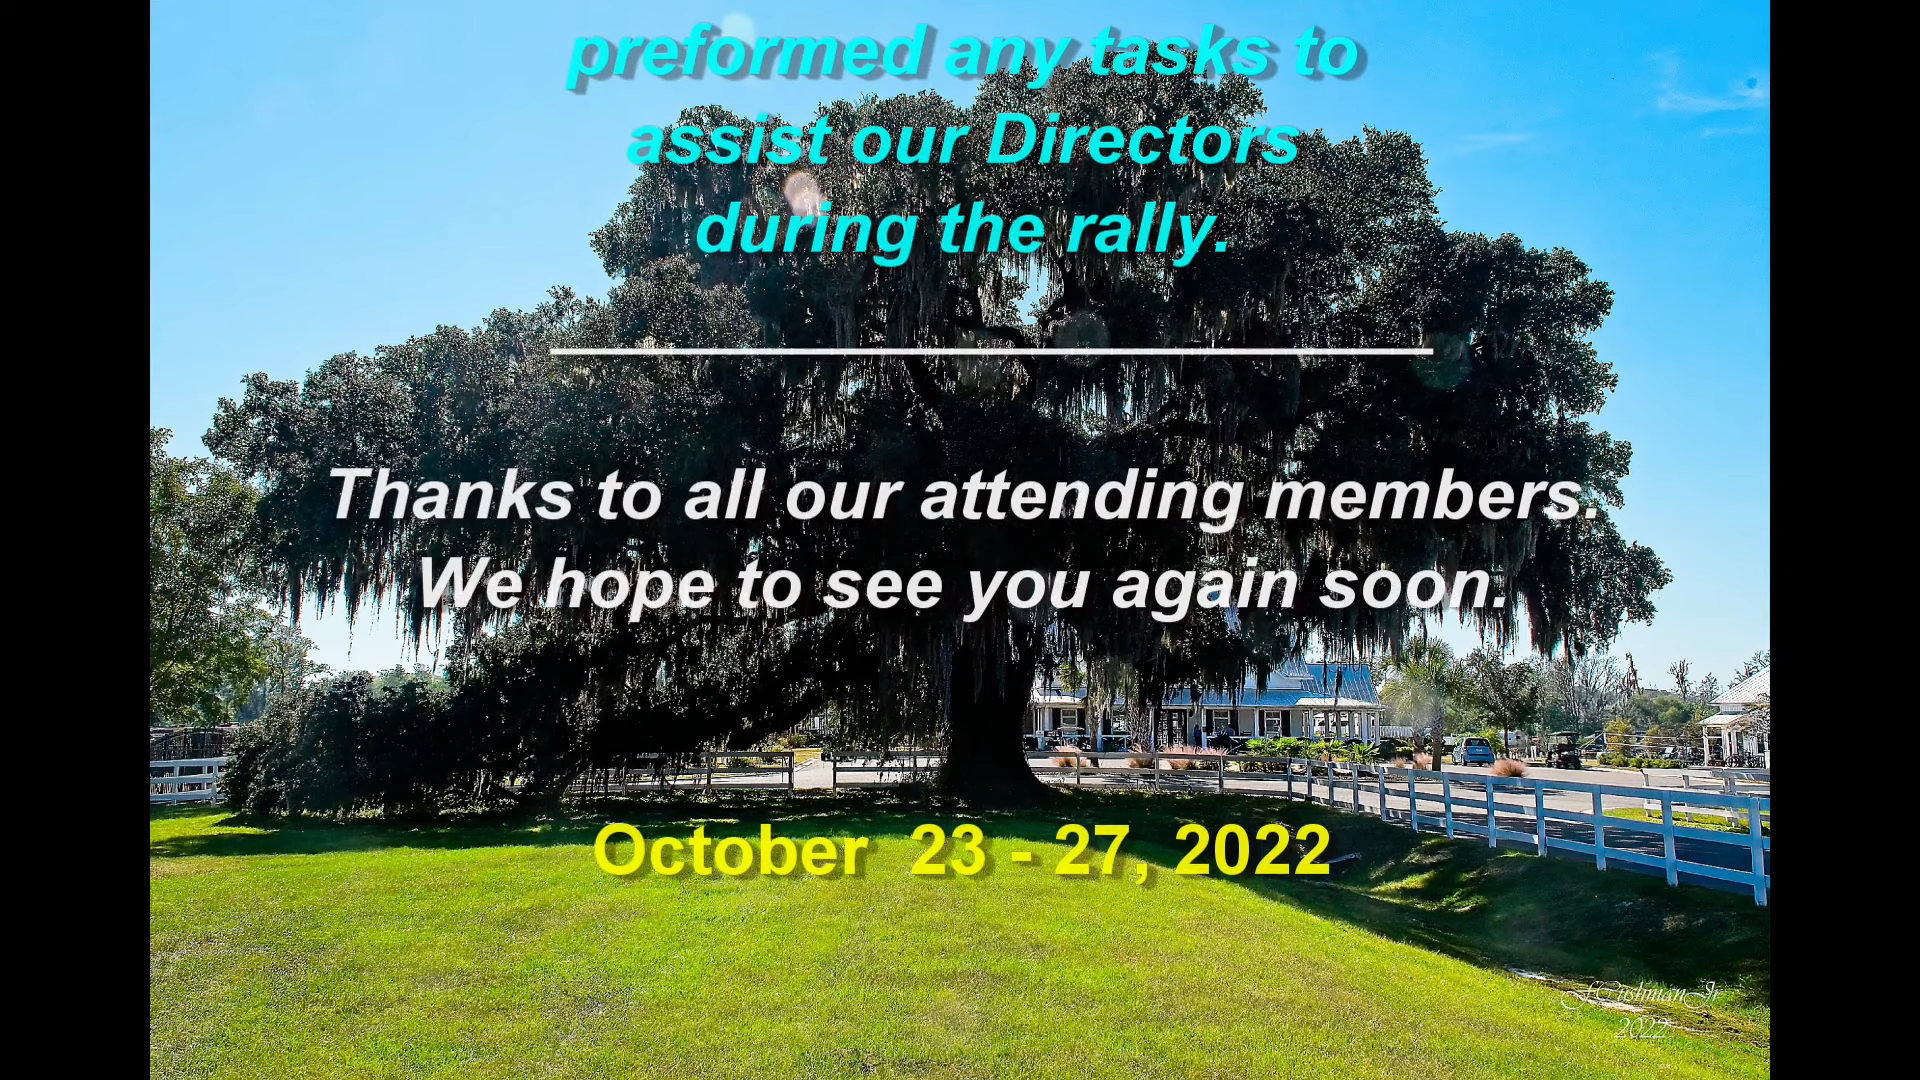 preformed any tasks to
assist our Directors
during the rally.
Thanks to all our attending members.
We hope to see you again soon.
October 23 - 27, 2022
JCushmanJr
2022